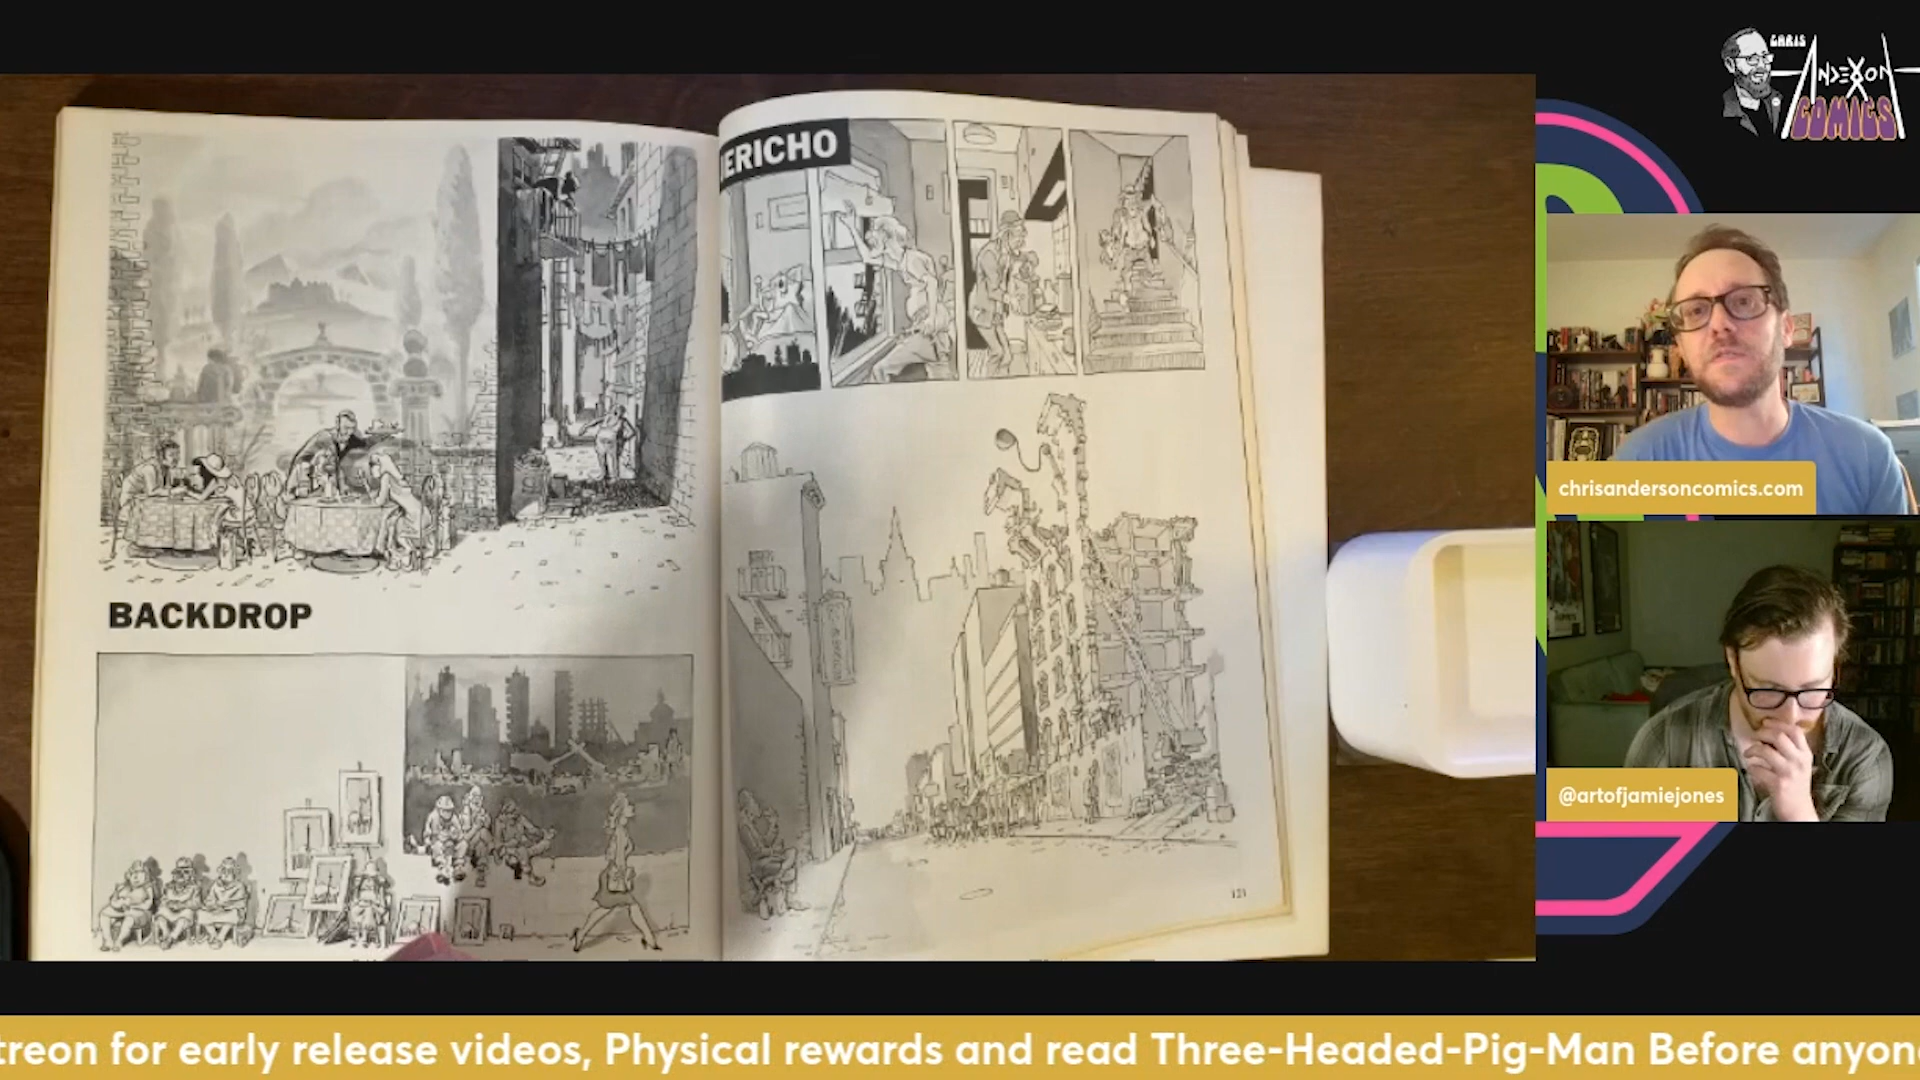 CHRIS
ANDERSON
COMICS
ERICHO
BACKDROP
121
chrisandersoncomics.com
@artofjamiejones
treon for early release videos, Physical rewards and read Three-Headed-Pig-Man Before anyon